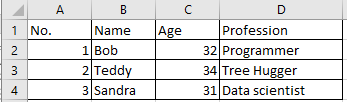 A B C D
1 No. Name Age Profession
2 1 Bob 32 Programmer
3 2 Teddy 34 Tree Hugger
4 3 Sandra 31 Data scientist